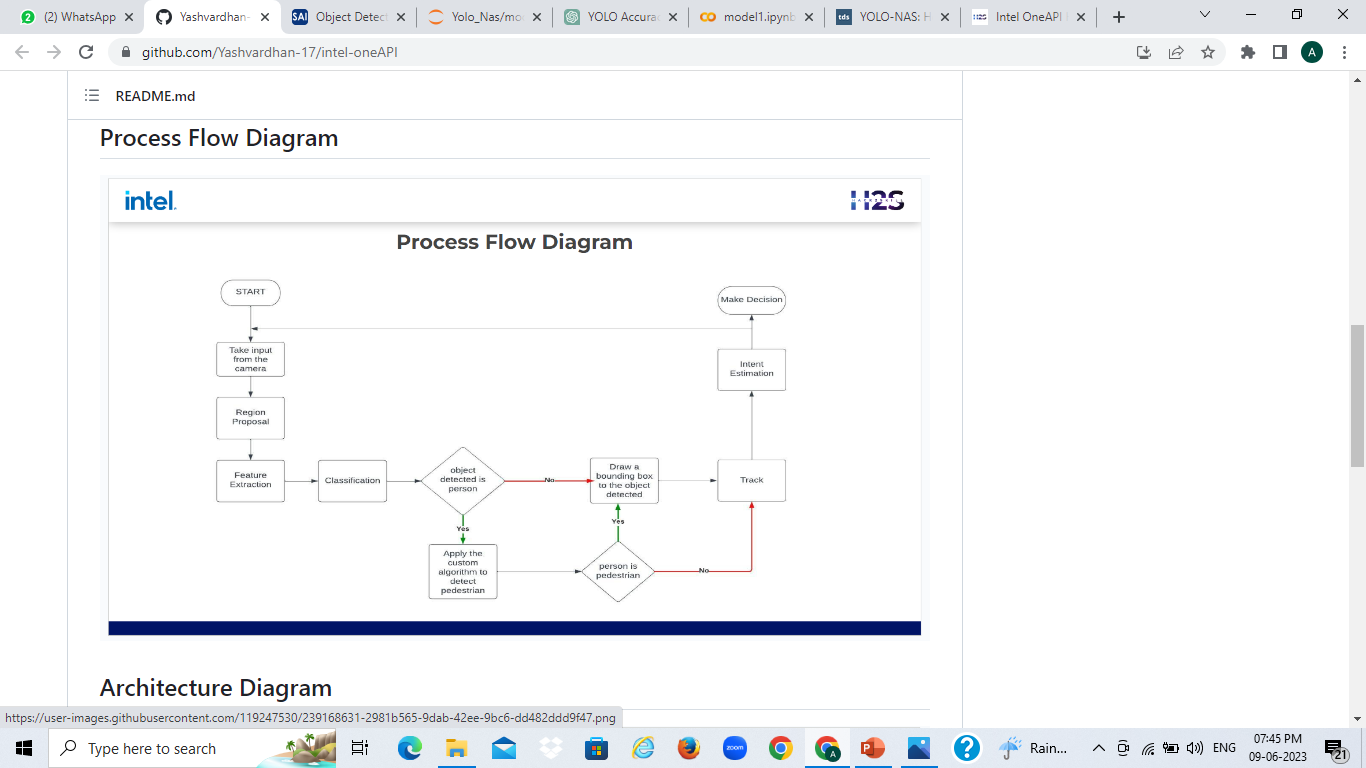 (2) WhatsApp
Yashvardhan-
Object Detect
Yolo_Nas/mo
YOLO Accura
model1.ipynb
YOLO-NAS: H
Intel OneAPI
github.com/Yashvardhan-17/intel-oneAPI
A
README.md
Process Flow Diagram
intel.
H2S
Process Flow Diagram
START
Make Decision
Take input
from the
camera
Intent
Estimation
Region
Proposal
Feature
Extraction
Classification
object
detected is
person
No
Draw a
bounding box
to the object
detected
Track
Yes
Yes
Apply the
custom
algorithm to
detect
pedestrian
person is
pedestrian
No
Architecture Diagram
https://user-images.githubusercontent.com/119247530/239168631-2981b565-9dab-42ee-9bc6-dd482ddd9f47.png
Type here to search
zoom
A
P
?
Rain...
ENG
07:45 PM
09-06-2023
21